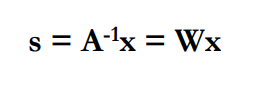 s = A⁻¹x = Wx